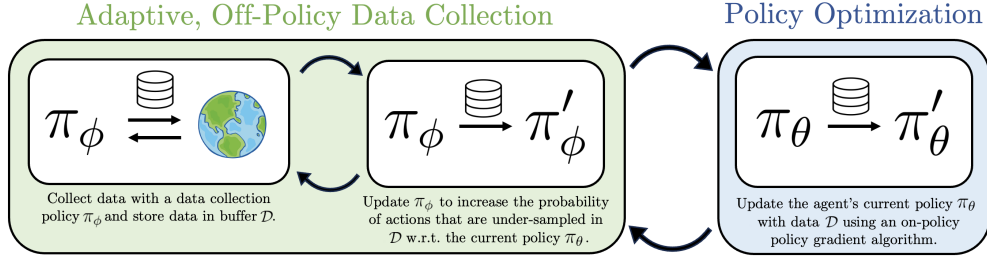 Adaptive, Off-Policy Data Collection
Policy Optimization
π_ϕ
Collect data with a data collection
policy π_ϕ and store data in buffer 𝒟.
π_ϕ π′_ϕ
Update π_ϕ to increase the probability
of actions that are under-sampled in
𝒟 w.r.t. the current policy π_θ.
π_θ π′_θ
Update the agent's current policy π_θ
with data 𝒟 using an on-policy
policy gradient algorithm.